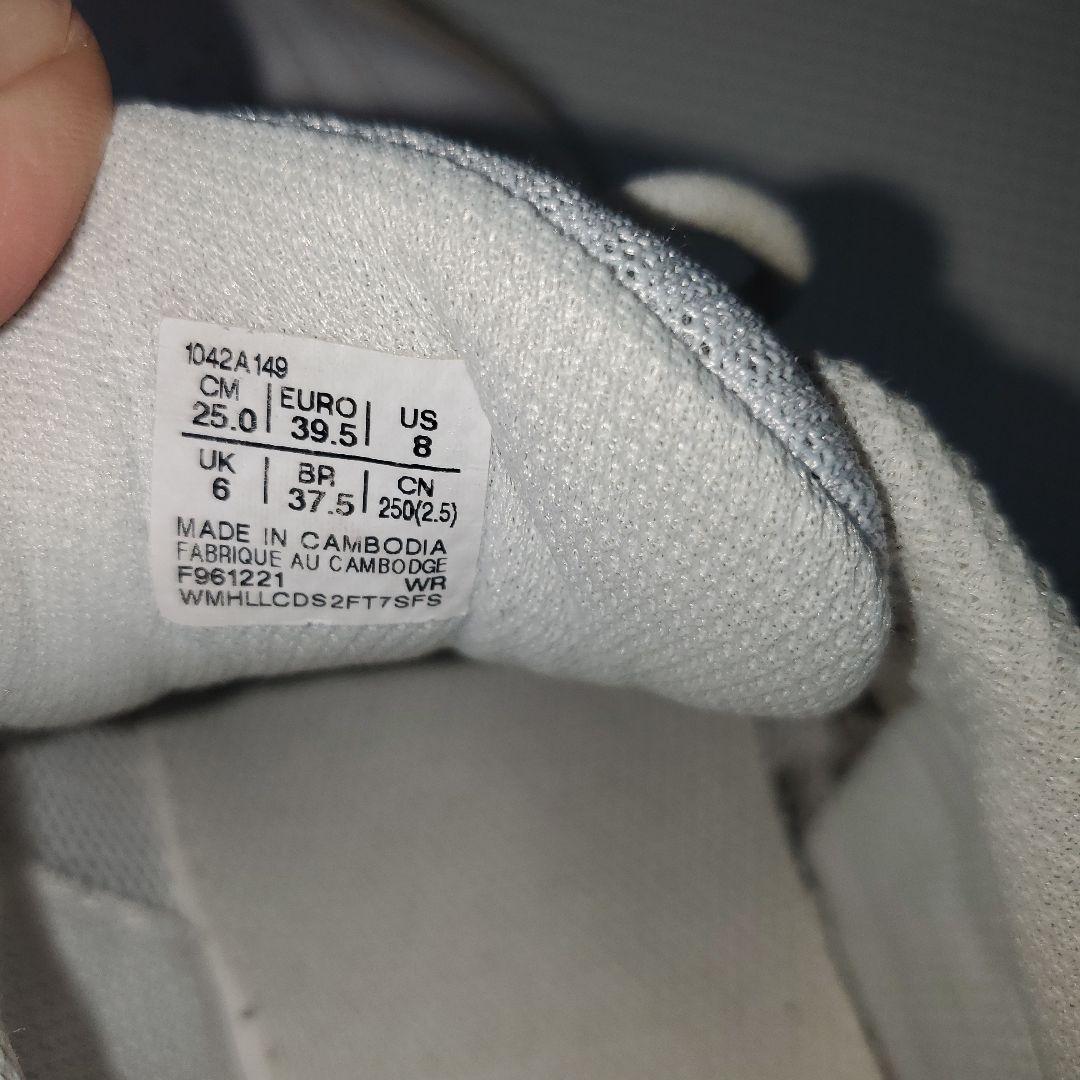 1042A149
CM EURO US
25.0 39.5 8
UK BR CN
6 37.5 250(2.5)
MADE IN CAMBODIA
FABRIQUE AU CAMBODGE
F961221 WR
WMHLLCDS2FT7SFS